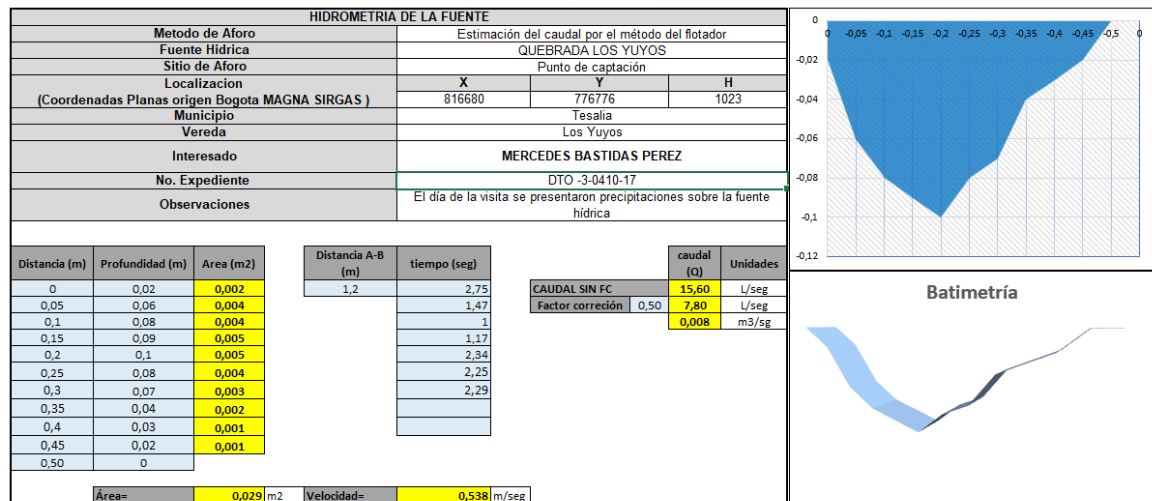 HIDROMETRIA DE LA FUENTE
Metodo de Aforo Estimación del caudal por el método del flotador
Fuente Hidrica QUEBRADA LOS YUYOS
Sitio de Aforo Punto de captación
Localizacion X Y H
(Coordenadas Planas origen Bogota MAGNA SIRGAS ) 816680 776776 1023
Municipio Tesalia
Vereda Los Yuyos
Interesado MERCEDES BASTIDAS PEREZ
No. Expediente DTO -3-0410-17
Observaciones El día de la visita se presentaron precipitaciones sobre la fuente
hídrica
Distancia (m) Profundidad (m) Area (m2) Distancia A-B
(m) tiempo (seg) caudal
(Q) Unidades
0 0,02 0,002 1,2 2,75 CAUDAL SIN FC 15,60 L/seg
0,05 0,06 0,004 1,47 Factor correción 0,50 7,80 L/seg
0,1 0,08 0,004 1 0,008 m3/sg
0,15 0,09 0,005 1,17
0,2 0,1 0,005 2,34
0,25 0,08 0,004 2,25
0,3 0,07 0,003 2,29
0,35 0,04 0,002
0,4 0,03 0,001
0,45 0,02 0,001
0,50 0
Área= 0,029 m2 Velocidad= 0,538 m/seg
0
0 -0,05 -0,1 -0,15 -0,2 -0,25 -0,3 -0,35 -0,4 -0,45 -0,5 -0
-0,02
-0,04
-0,06
-0,08
-0,1
-0,12
Batimetría